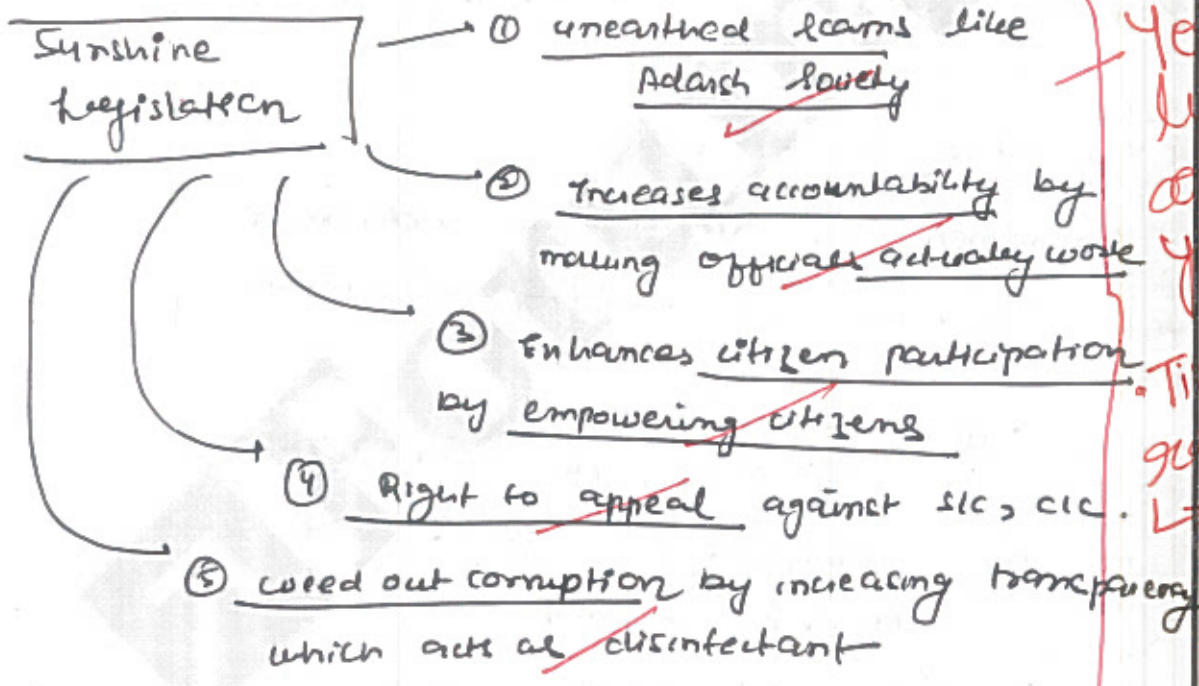 Sunshine
Legislation
① unearthed scams like
Adarsh Society
② Increases accountability by
making officials actually work
③ Enhances citizen participation
by empowering citizens
④ Right to appeal against SIC, CIC.
⑤ weed out corruption by increasing transparency
which acts as disinfectant